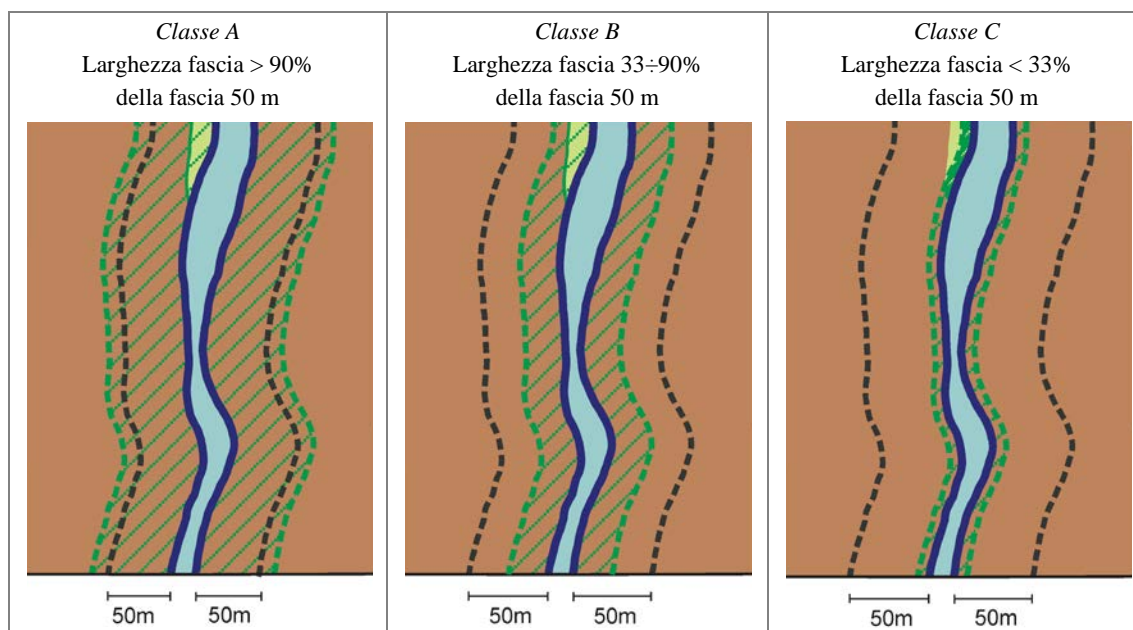 Classe A
Larghezza fascia > 90%
della fascia 50 m
Classe B
Larghezza fascia 33÷90%
della fascia 50 m
Classe C
Larghezza fascia < 33%
della fascia 50 m
50m 50m
50m 50m
50m 50m